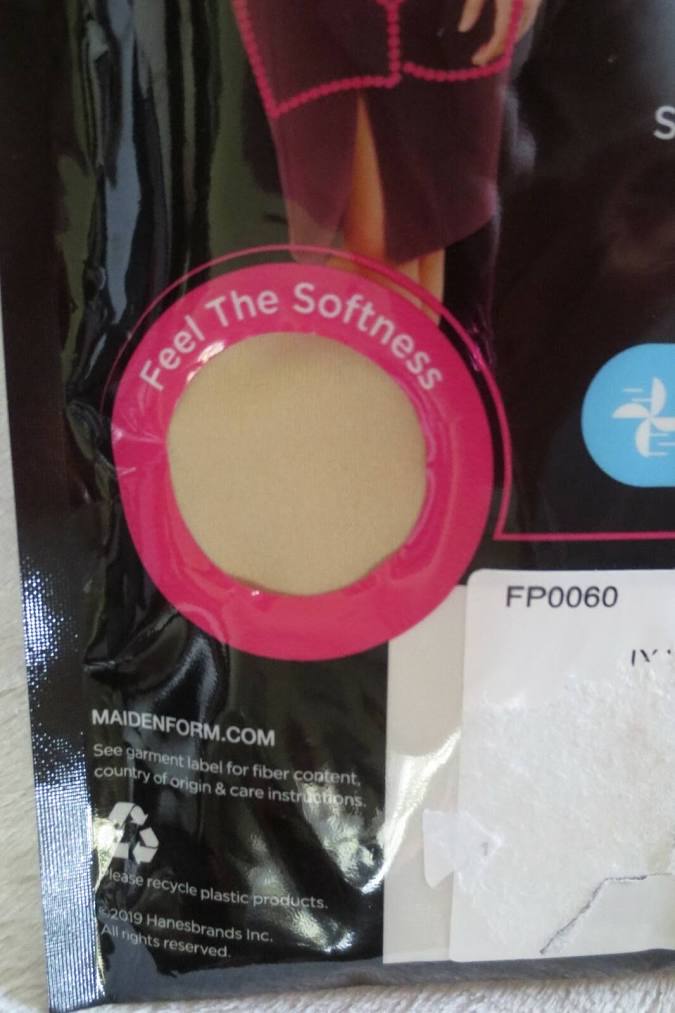 S
Feel The Softness
FP0060
MAIDENFORM.COM
See garment label for fiber content,
country of origin & care instructions.
Please recycle plastic products.
©2019 Hanesbrands Inc.
All rights reserved.